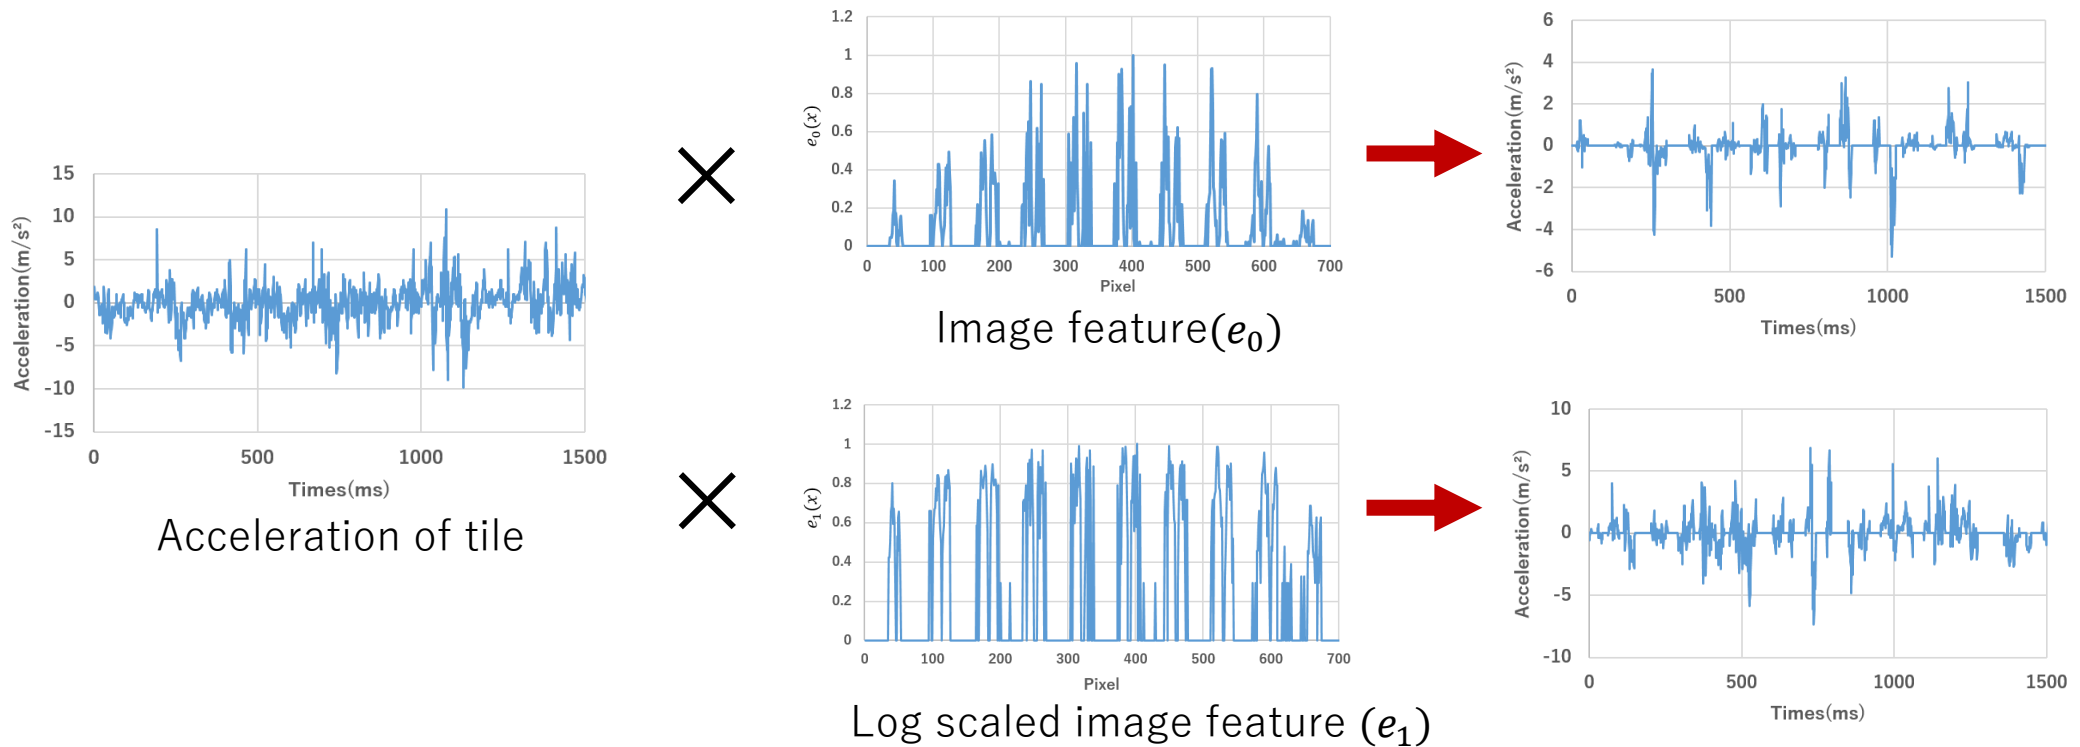 15
10
5
0
-5
-10
-15
Acceleration(m/s²)
0 500 1000 1500
Times(ms)
Acceleration of tile
×
×
1.2
1
0.8
0.6
0.4
0.2
0
e₀(x)
0 100 200 300 400 500 600 700
Pixel
Image feature(e₀)
1.2
1
0.8
0.6
0.4
0.2
0
e₁(x)
0 100 200 300 400 500 600 700
Pixel
Log scaled image feature (e₁)
6
4
2
0
-2
-4
-6
Acceleration(m/s²)
0 500 1000 1500
Times(ms)
10
5
0
-5
-10
Acceleration(m/s²)
0 500 1000 1500
Times(ms)